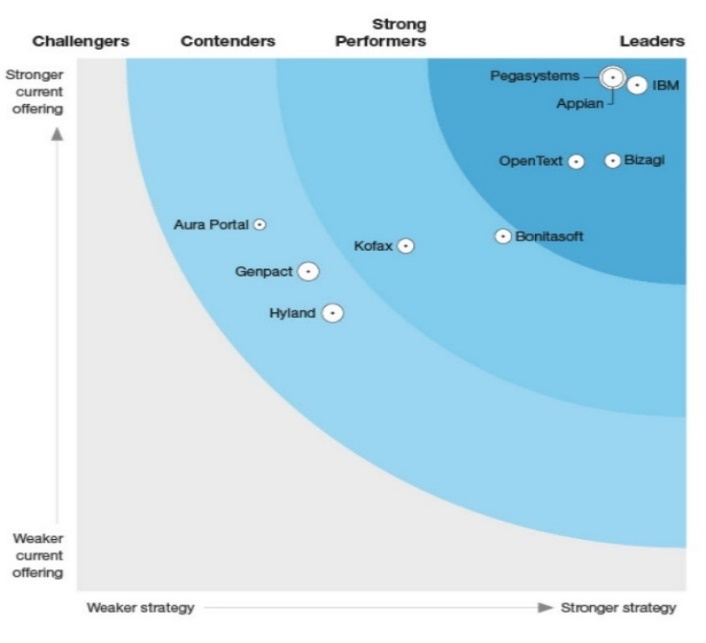 Challengers
Contenders
Strong
Performers
Leaders
Stronger
current
offering
Pegasystems
IBM
Appian
OpenText
Bizagi
Aura Portal
Bonitasoft
Kofax
Genpact
Hyland
Weaker
current
offering
Weaker strategy
Stronger strategy